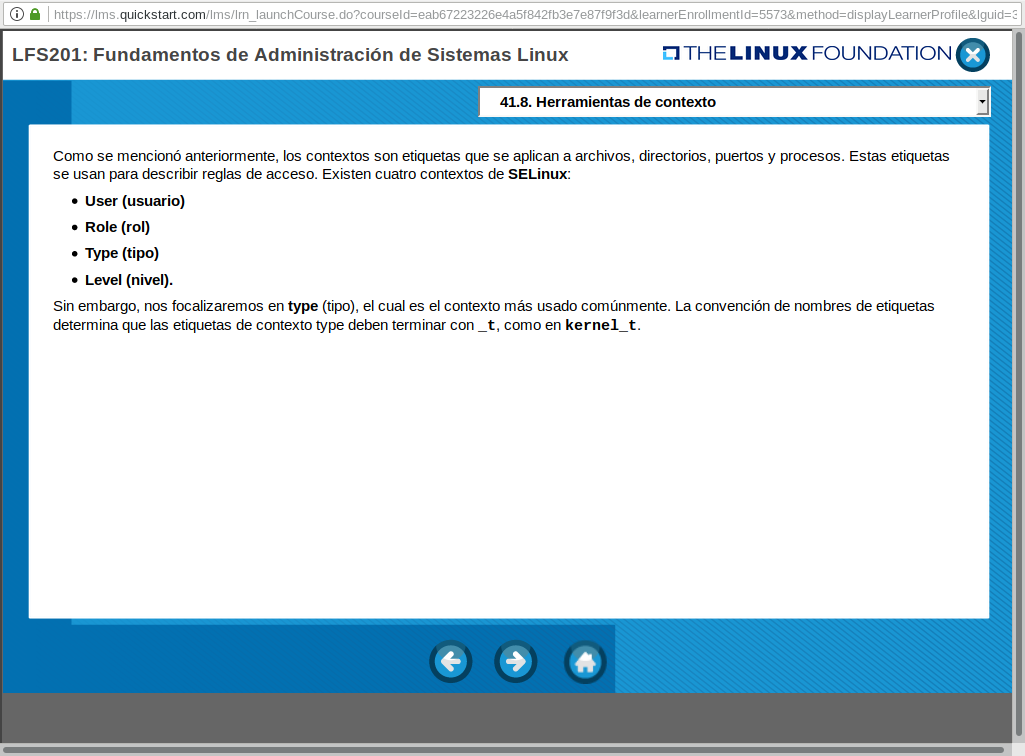 https://lms.quickstart.com/lms/lrn_launchCourse.do?courseId=eab67223226e4a5f842fb3e7e87f9f3d&learnerEnrollmentId=5573&method=displayLearnerProfile&lguid=3
LFS201: Fundamentos de Administración de Sistemas Linux
THE LINUX FOUNDATION
41.8. Herramientas de contexto
Como se mencionó anteriormente, los contextos son etiquetas que se aplican a archivos, directorios, puertos y procesos. Estas etiquetas
se usan para describir reglas de acceso. Existen cuatro contextos de SELinux:
• User (usuario)
• Role (rol)
• Type (tipo)
• Level (nivel).
Sin embargo, nos focalizaremos en type (tipo), el cual es el contexto más usado comúnmente. La convención de nombres de etiquetas
determina que las etiquetas de contexto type deben terminar con _t, como en kernel_t.